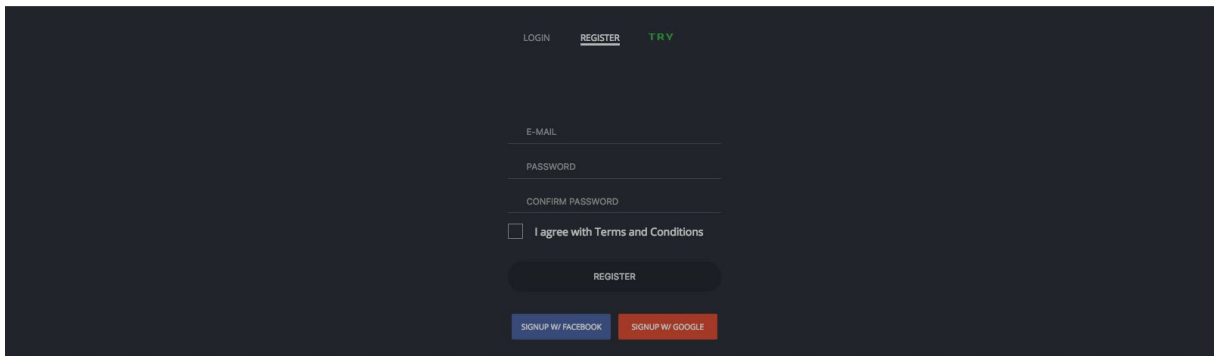 LOGIN REGISTER TRY
E-MAIL
PASSWORD
CONFIRM PASSWORD
I agree with Terms and Conditions
REGISTER
SIGNUP W/ FACEBOOK SIGNUP W/ GOOGLE